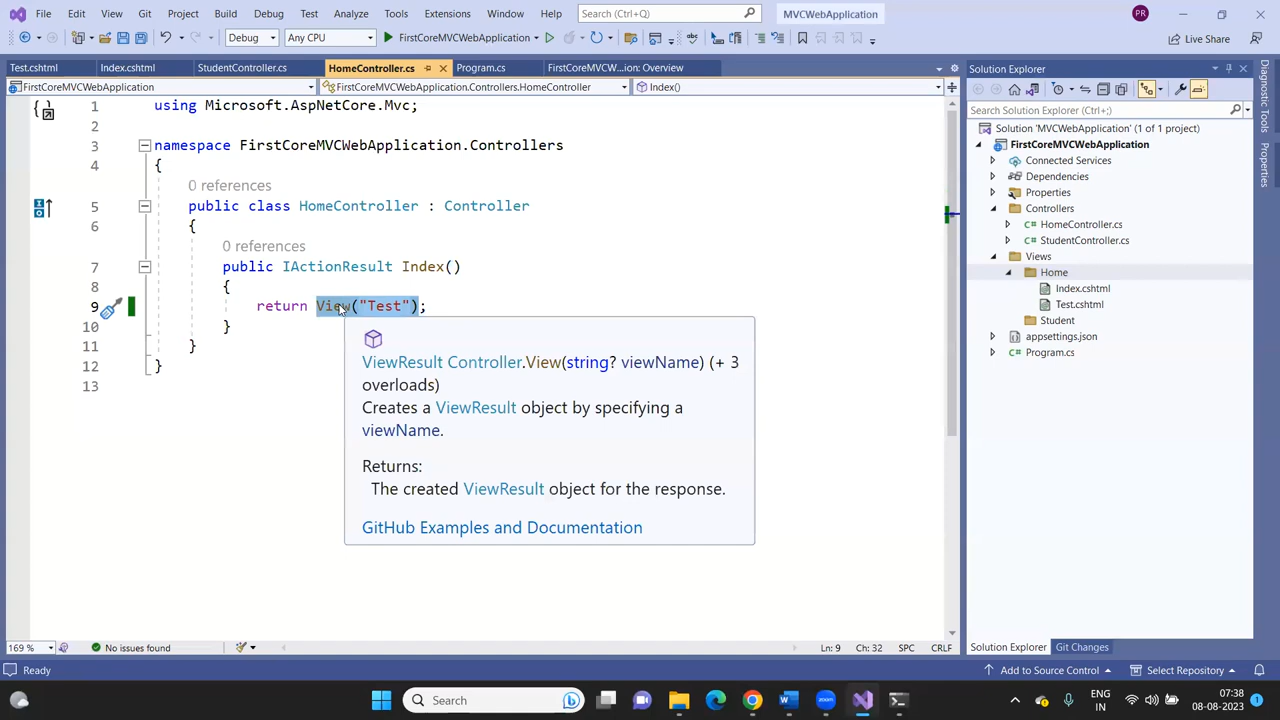 File Edit View Git Project Build Debug Test Analyze Tools Extensions Window Help Search (Ctrl+Q) MVCWebApplication PR
Debug Any CPU FirstCoreMVCWebApplication Live Share
Test.cshtml Index.cshtml StudentController.cs HomeController.cs Program.cs FirstCoreMVCW...ion: Overview
FirstCoreMVCWebApplication FirstCoreMVCWebApplication.Controllers.HomeController Index()
1 using Microsoft.AspNetCore.Mvc;
2
3 namespace FirstCoreMVCWebApplication.Controllers
4 {
0 references
5 public class HomeController : Controller
6 {
0 references
7 public IActionResult Index()
8 {
9 return View("Test");
10 }
11 }
12 }
13
ViewResult Controller.View(string? viewName) (+ 3
overloads)
Creates a ViewResult object by specifying a
viewName.
Returns:
The created ViewResult object for the response.
GitHub Examples and Documentation
Solution Explorer
Search Solution Explorer (Ctrl+;)
Solution 'MVCWebApplication' (1 of 1 project)
FirstCoreMVCWebApplication
Connected Services
Dependencies
Properties
Controllers
HomeController.cs
StudentController.cs
Views
Home
Index.cshtml
Test.cshtml
Student
appsettings.json
Program.cs
Diagnostic Tools
Properties
169 % No issues found Ln: 9 Ch: 32 SPC CRLF
Solution Explorer Git Changes
Ready Add to Source Control Select Repository
Search ENG
IN 07:38
08-08-2023